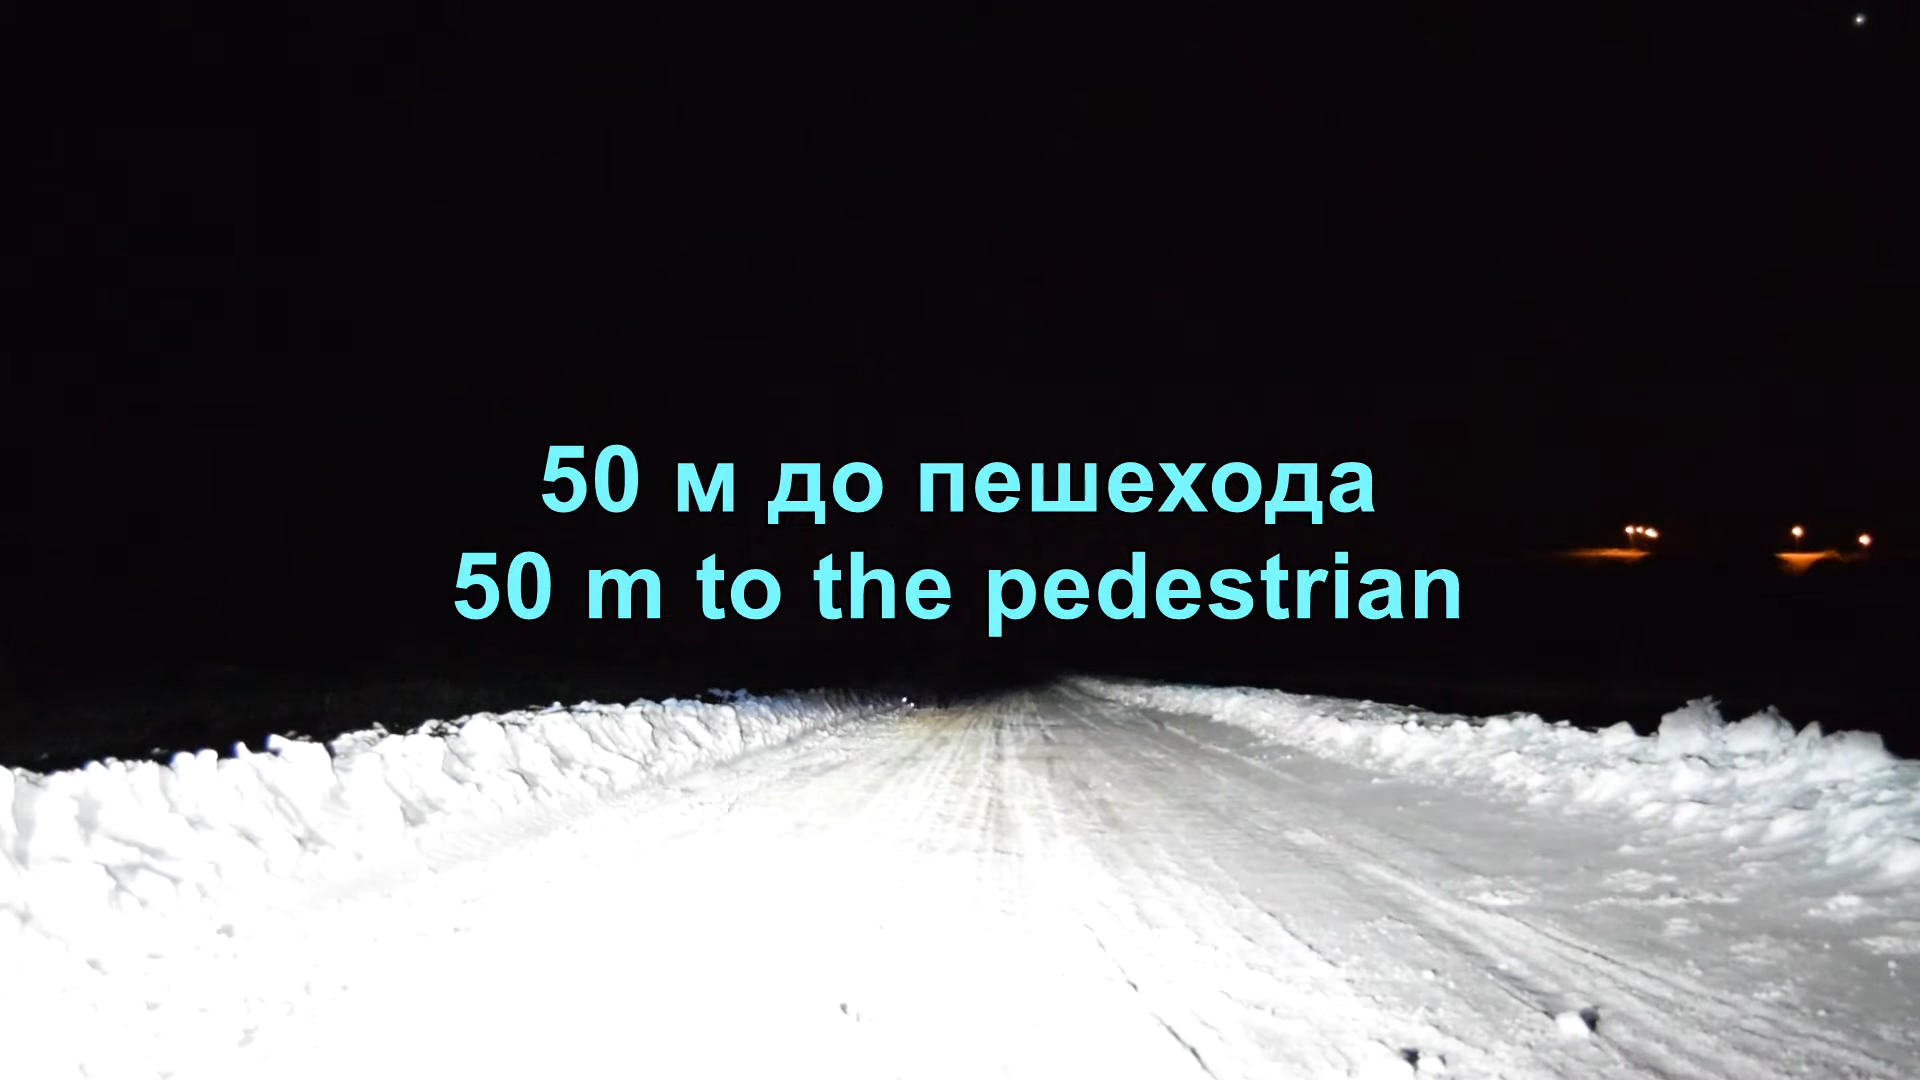 50 м до пешехода
50 m to the pedestrian